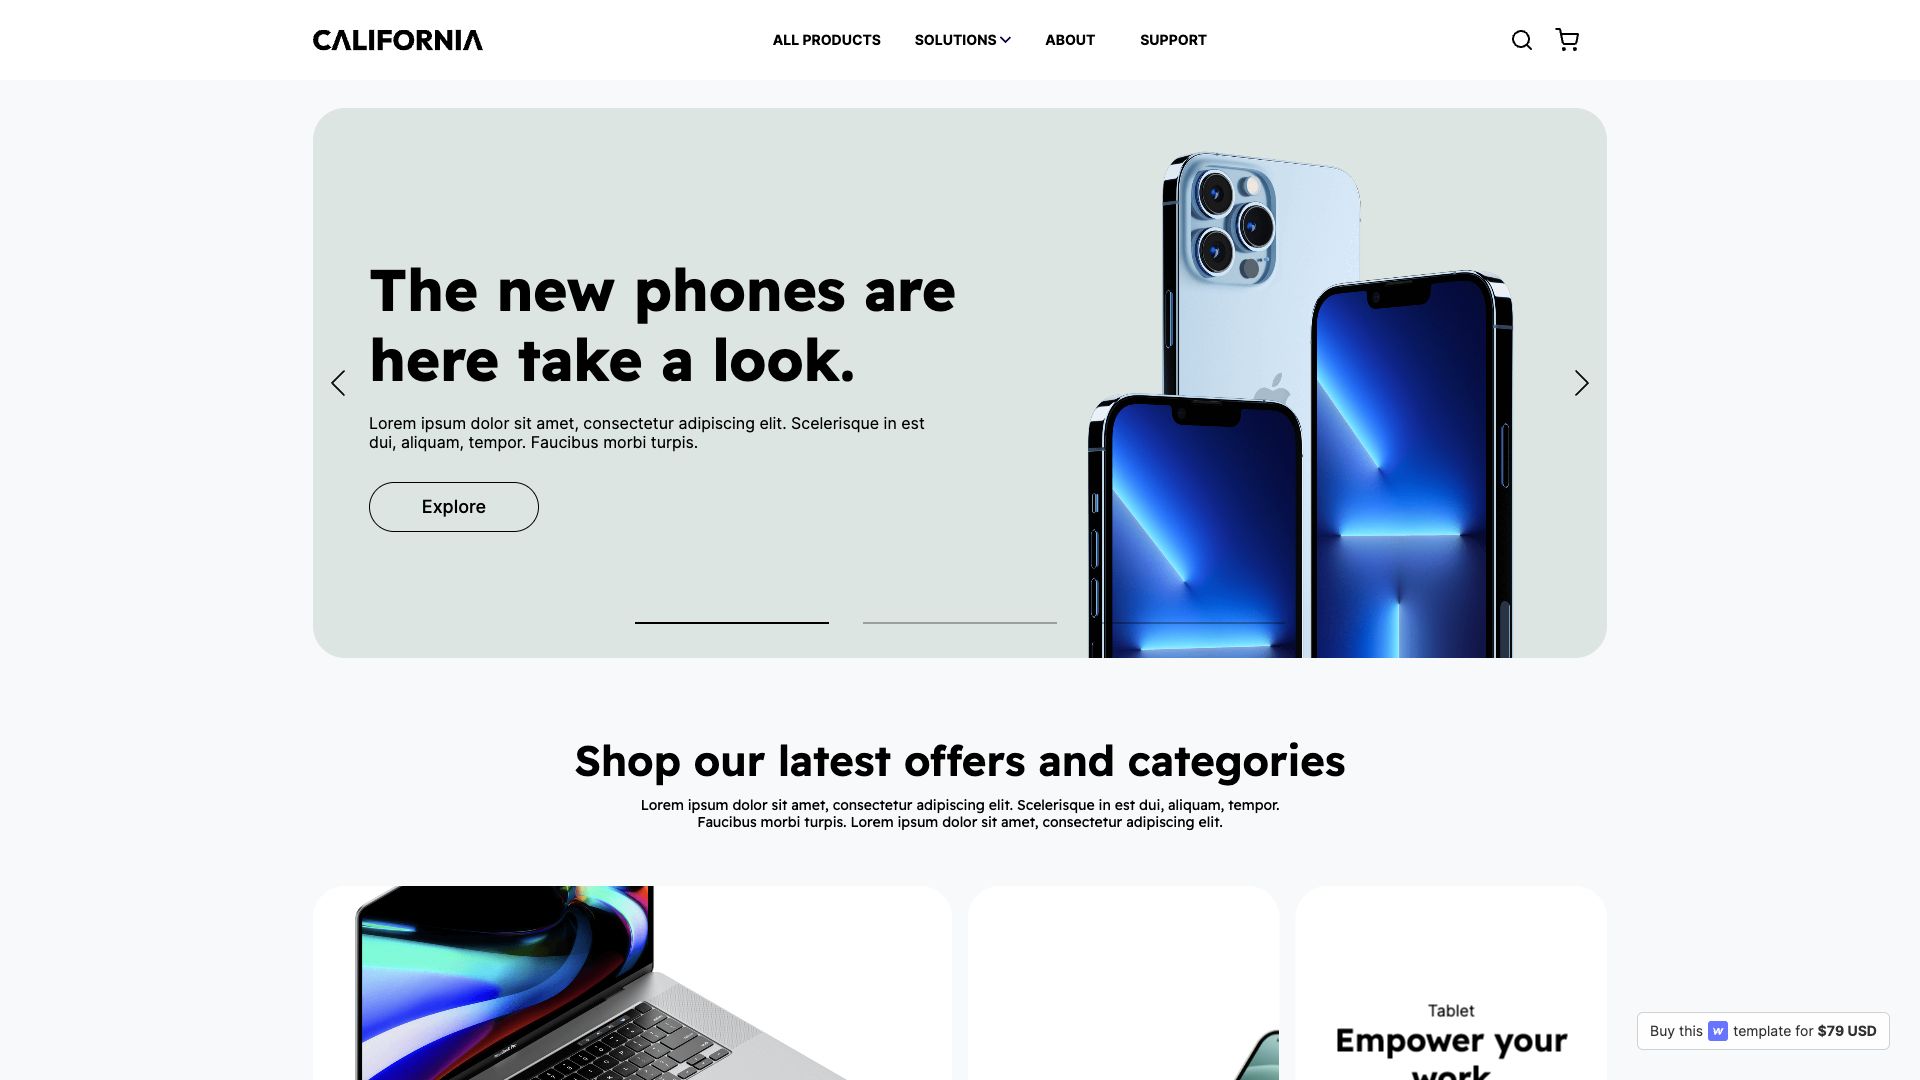 CALIFORNIA
ALL PRODUCTS
SOLUTIONS
ABOUT
SUPPORT
The new phones are
here take a look.
Lorem ipsum dolor sit amet, consectetur adipiscing elit. Scelerisque in est
dui, aliquam, tempor. Faucibus morbi turpis.
Explore
Shop our latest offers and categories
Lorem ipsum dolor sit amet, consectetur adipiscing elit. Scelerisque in est dui, aliquam, tempor.
Faucibus morbi turpis. Lorem ipsum dolor sit amet, consectetur adipiscing elit.
Tablet
Empower your
work
Buy this template for $79 USD